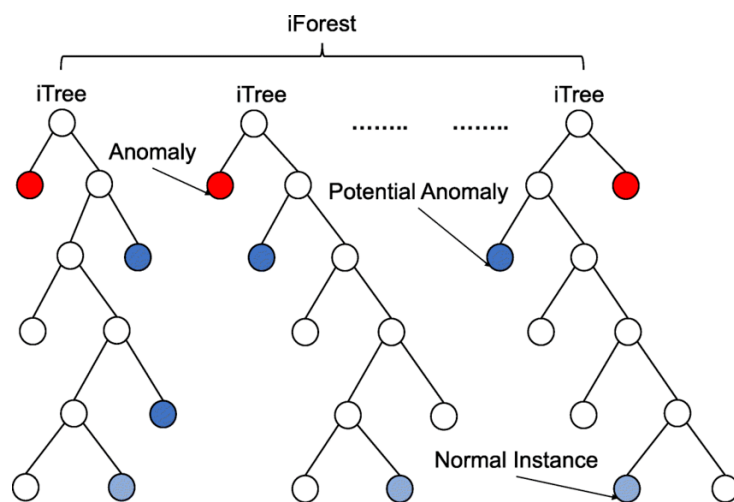 iForest
iTree
iTree
........
........
iTree
Anomaly
Potential Anomaly
Normal Instance